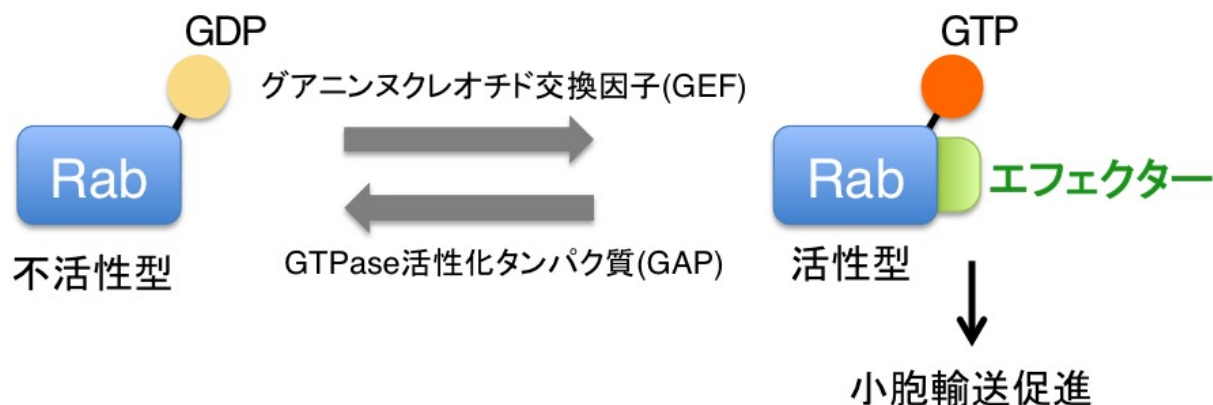 GDP
グアニンヌクレオチド交換因子(GEF)
GTP
Rab
Rab
エフェクター
不活性型
GTPase活性化タンパク質(GAP)
活性型
小胞輸送促進